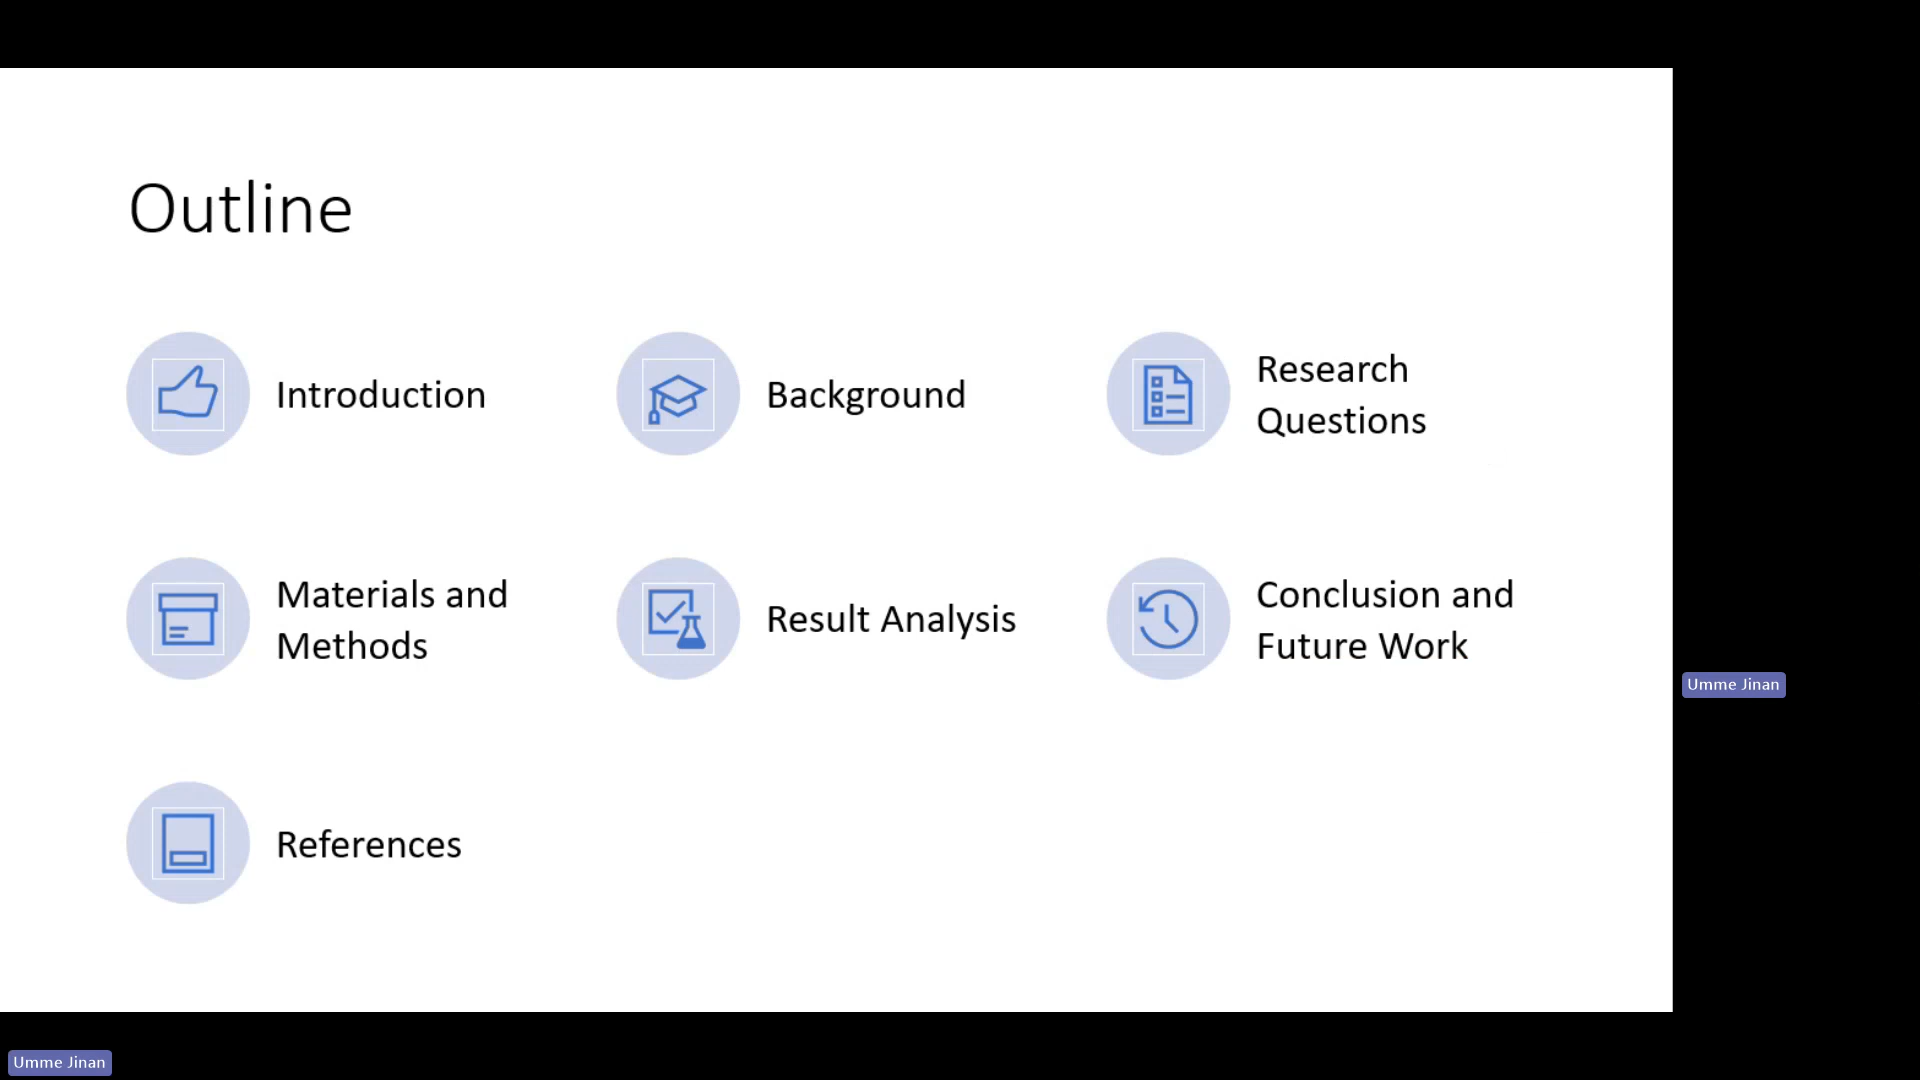 Outline
Introduction
Background
Research
Questions
Materials and
Methods
Result Analysis
Conclusion and
Future Work
References
Umme Jinan
Umme Jinan